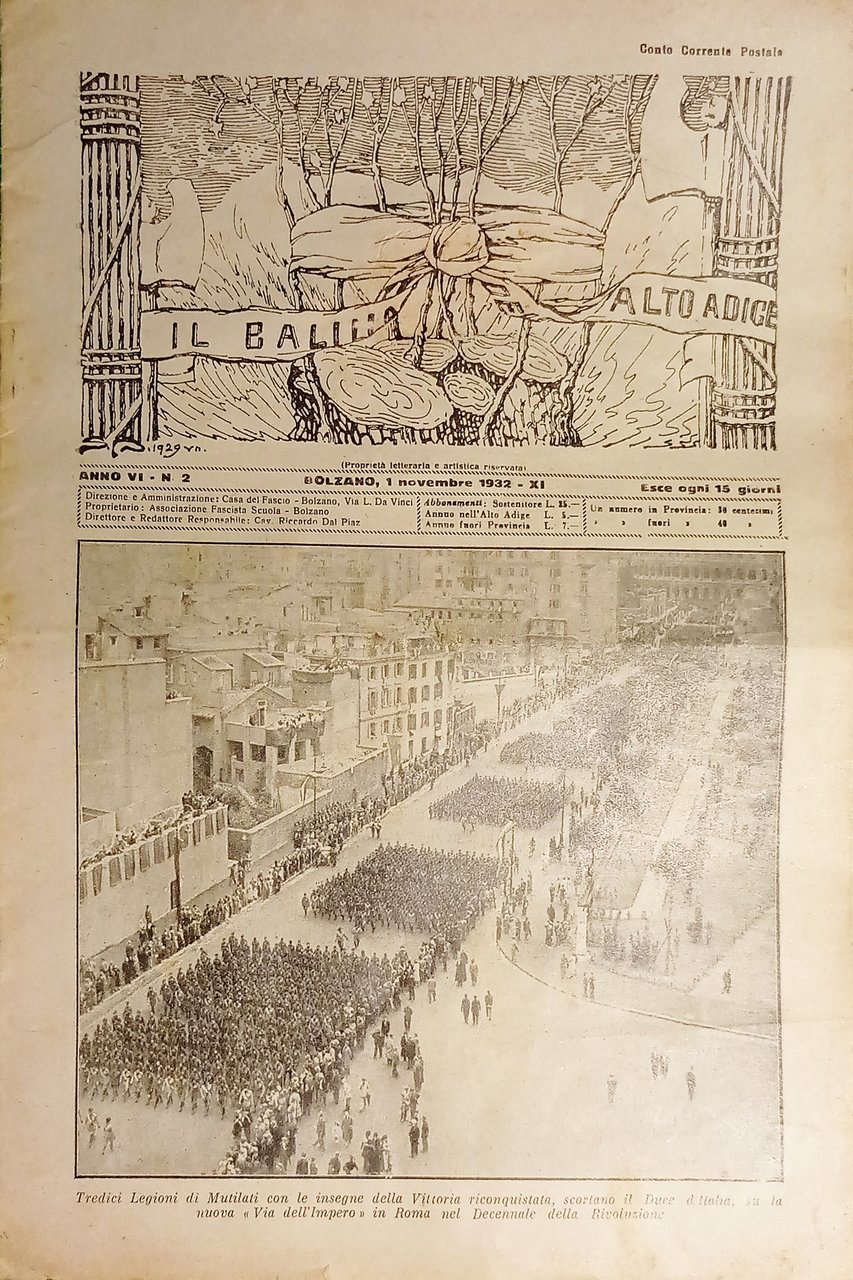 Conto Corrente Postale
IL BALILLA
ALTO ADIGE
1929 VII.
(Proprietà letteraria e artistica riservata)
ANNO VI - N 2
BOLZANO, 1 novembre 1932 - XI
Esce ogni 15 giorni
Direzione e Amministrazione: Casa del Fascio - Bolzano, Via L. Da Vinci
Proprietario: Associazione Fascista Scuola - Bolzano
Direttore e Redattore Responsabile: Cav. Riccardo Dal Piaz
Abbonamenti: Sostenitore L. 15.—
Annuo nell'Alto Adige L. 5.—
Annuo fuori Provincia L. 7.—
Un numero in Provincia: 30 centesimi
» » fuori » 40 »
Tredici Legioni di Mutilati con le insegne della Vittoria riconquistata, scortano il Duce d'Italia, su la
nuova « Via dell'Impero » in Roma nel Decennale della Rivoluzione